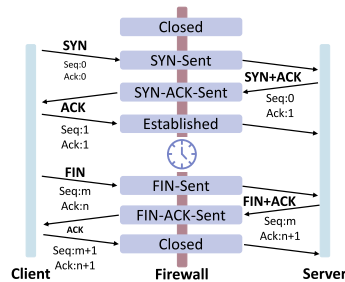 Closed
SYN
Seq:0
Ack:0
SYN-Sent
SYN+ACK
SYN-ACK-Sent
Seq:0
Ack:1
ACK
Seq:1
Ack:1
Established
FIN
Seq:m
Ack:n
FIN-Sent
FIN+ACK
FIN-ACK-Sent
Seq:m
Ack:n+1
ACK
Seq:m+1
Ack:n+1
Closed
Client
Firewall
Server